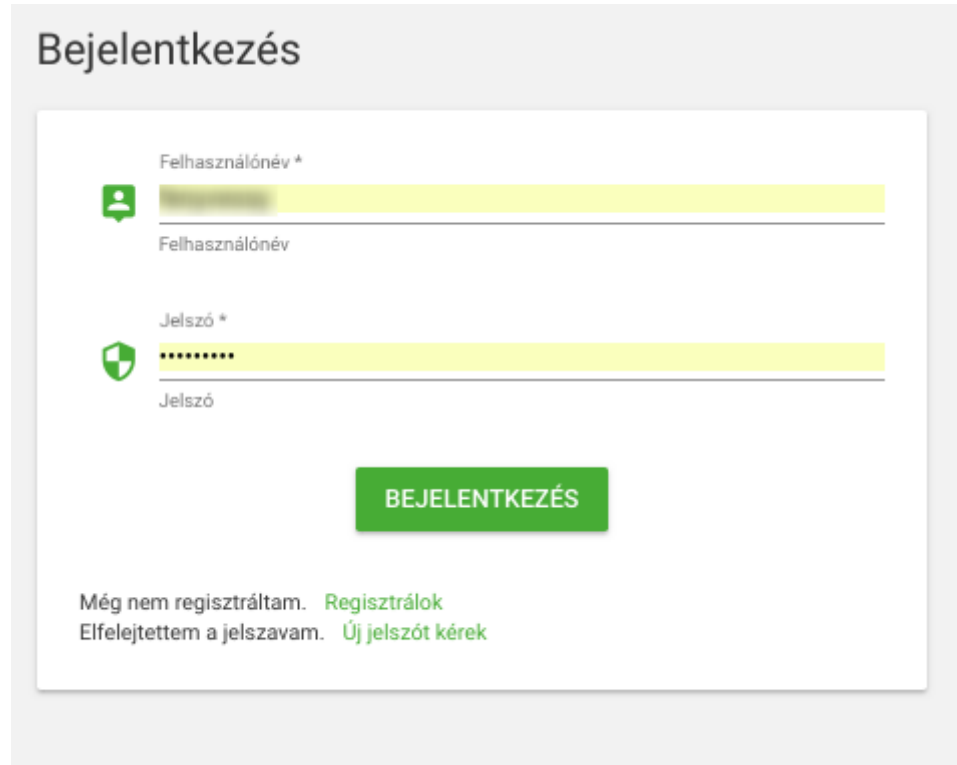 Bejelentkezés
Felhasználónév *
Felhasználónév
Jelszó *
•••••••••
Jelszó
BEJELENTKEZÉS
Még nem regisztráltam. Regisztrálok
Elfelejtettem a jelszavam. Új jelszót kérek